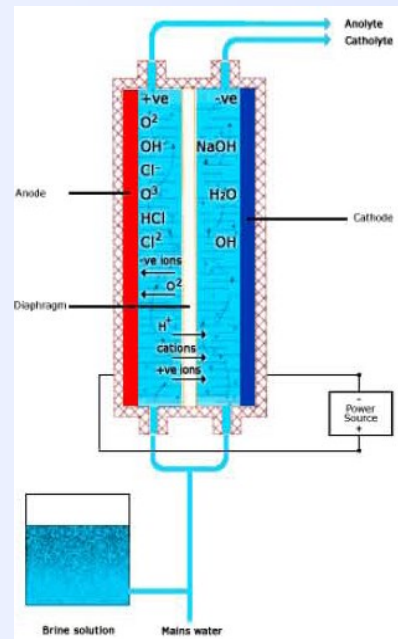 Anolyte
Catholyte
+ve -ve
O²
OH⁻ NaOH
Cl⁻
Anode
O³ H₂O
HCl
Cathode
Cl² OH
-ve ions
O²
Diaphragm
H⁺
cations
+ve ions
-
Power
Source
+
Brine solution Mains water